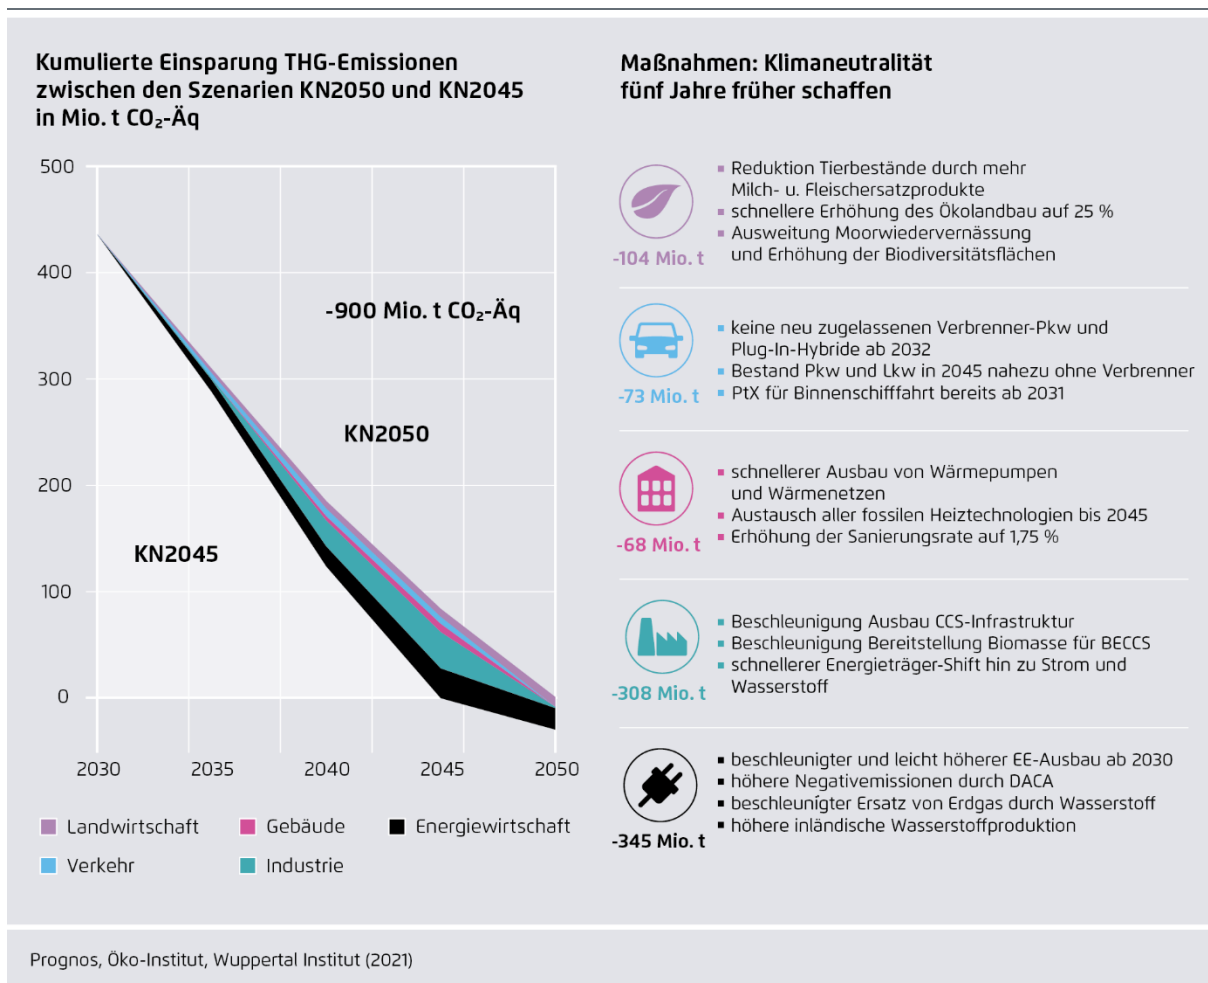 Kumulierte Einsparung THG-Emissionen
zwischen den Szenarien KN2050 und KN2045
in Mio. t CO₂-Äq
500
400
300
200
100
0
-900 Mio. t CO₂-Äq
KN2050
KN2045
2030
2035
2040
2045
2050
Landwirtschaft
Gebäude
Energiewirtschaft
Verkehr
Industrie
Maßnahmen: Klimaneutralität
fünf Jahre früher schaffen
-104 Mio. t
▪ Reduktion Tierbestände durch mehr
Milch- u. Fleischersatzprodukte
▪ schnellere Erhöhung des Ökolandbau auf 25 %
▪ Ausweitung Moorwiedervernässung
und Erhöhung der Biodiversitätsflächen
-73 Mio. t
▪ keine neu zugelassenen Verbrenner-Pkw und
Plug-In-Hybride ab 2032
▪ Bestand Pkw und Lkw in 2045 nahezu ohne Verbrenner
▪ PtX für Binnenschifffahrt bereits ab 2031
-68 Mio. t
▪ schnellerer Ausbau von Wärmepumpen
und Wärmenetzen
▪ Austausch aller fossilen Heiztechnologien bis 2045
▪ Erhöhung der Sanierungsrate auf 1,75 %
-308 Mio. t
▪ Beschleunigung Ausbau CCS-Infrastruktur
▪ Beschleunigung Bereitstellung Biomasse für BECCS
▪ schnellerer Energieträger-Shift hin zu Strom und
Wasserstoff
-345 Mio. t
▪ beschleunigter und leicht höherer EE-Ausbau ab 2030
▪ höhere Negativemissionen durch DACA
▪ beschleunígter Ersatz von Erdgas durch Wasserstoff
▪ höhere inländische Wasserstoffproduktion
Prognos, Öko-Institut, Wuppertal Institut (2021)